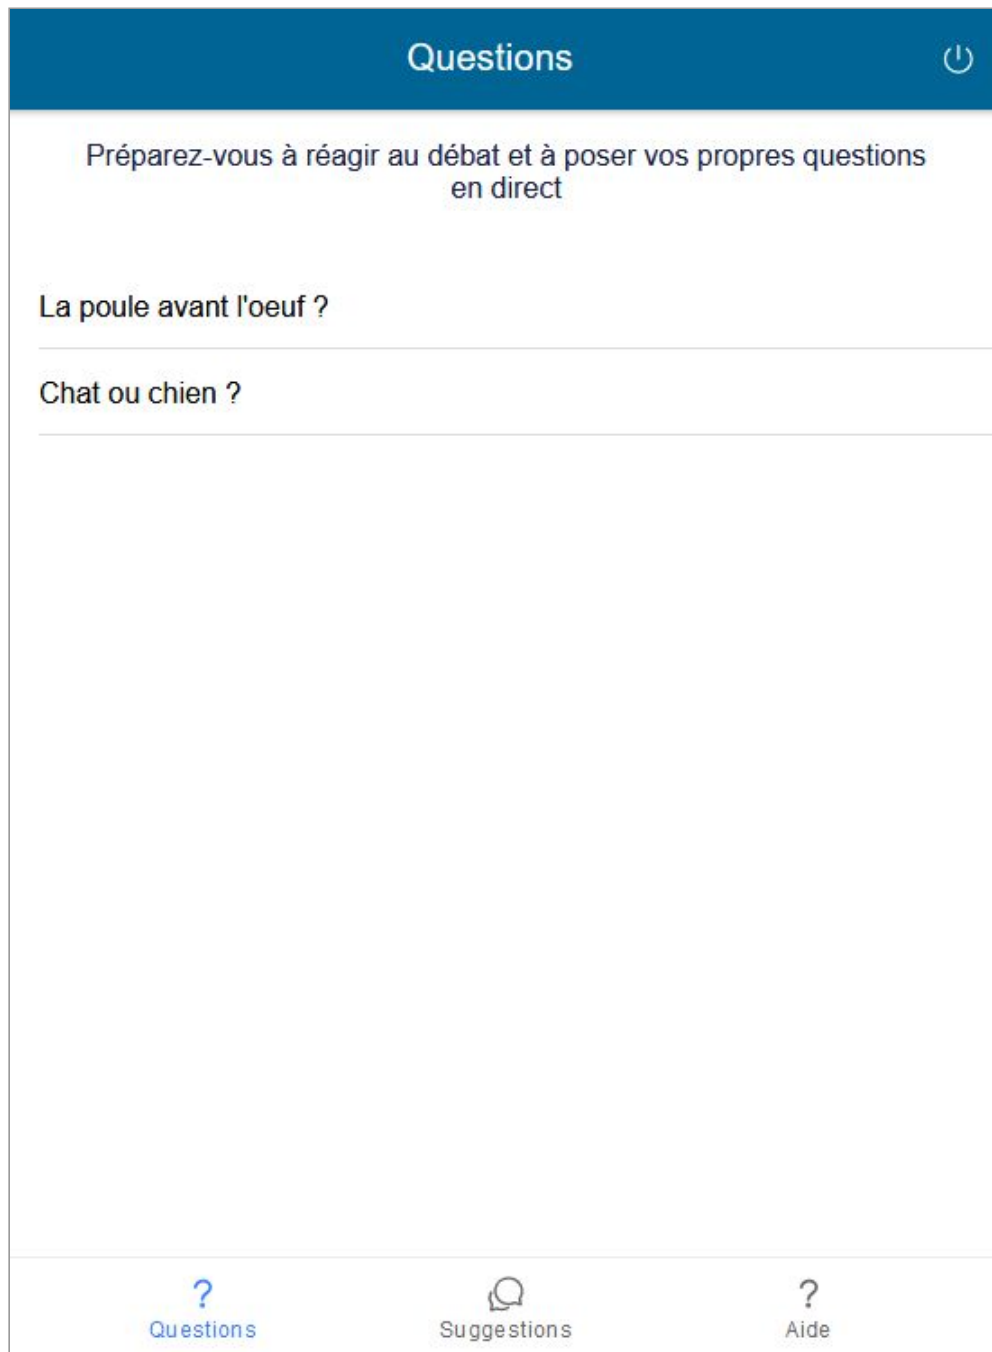 Questions
Préparez-vous à réagir au débat et à poser vos propres questions
en direct
La poule avant l'oeuf ?
Chat ou chien ?
?
?
Questions
Suggestions
Aide